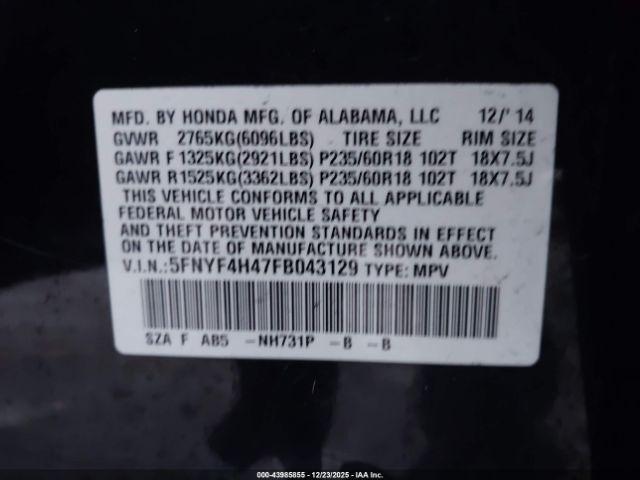 MFD. BY HONDA MFG. OF ALABAMA, LLC 12/' 14
GVWR 2765KG(6096LBS) TIRE SIZE RIM SIZE
GAWR F 1325KG(2921LBS) P235/60R18 102T 18X7.5J
GAWR R1525KG(3362LBS) P235/60R18 102T 18X7.5J
THIS VEHICLE CONFORMS TO ALL APPLICABLE
FEDERAL MOTOR VEHICLE SAFETY
AND THEFT PREVENTION STANDARDS IN EFFECT
ON THE DATE OF MANUFACTURE SHOWN ABOVE.
V.I.N.:5FNYF4H47FB043129 TYPE: MPV
SZA F AB5 -NH731P -B -B
000-43985855 - 12/23/2025 - IAA Inc.